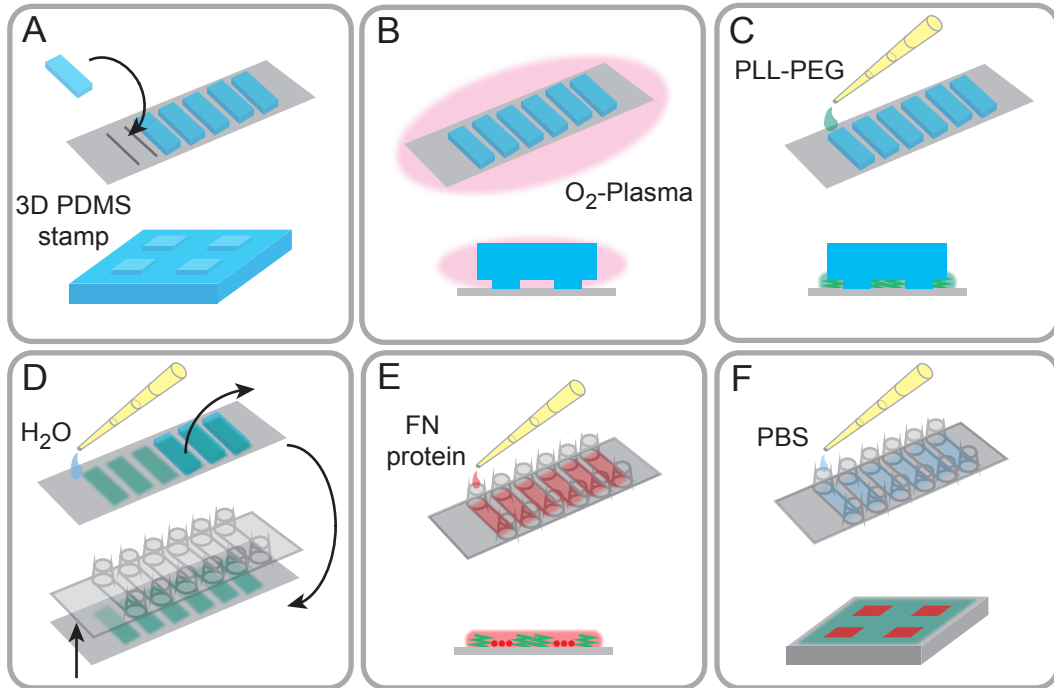 A
3D PDMS
stamp
B
O₂-Plasma
C
PLL-PEG
D
H₂O
E
FN
protein
F
PBS